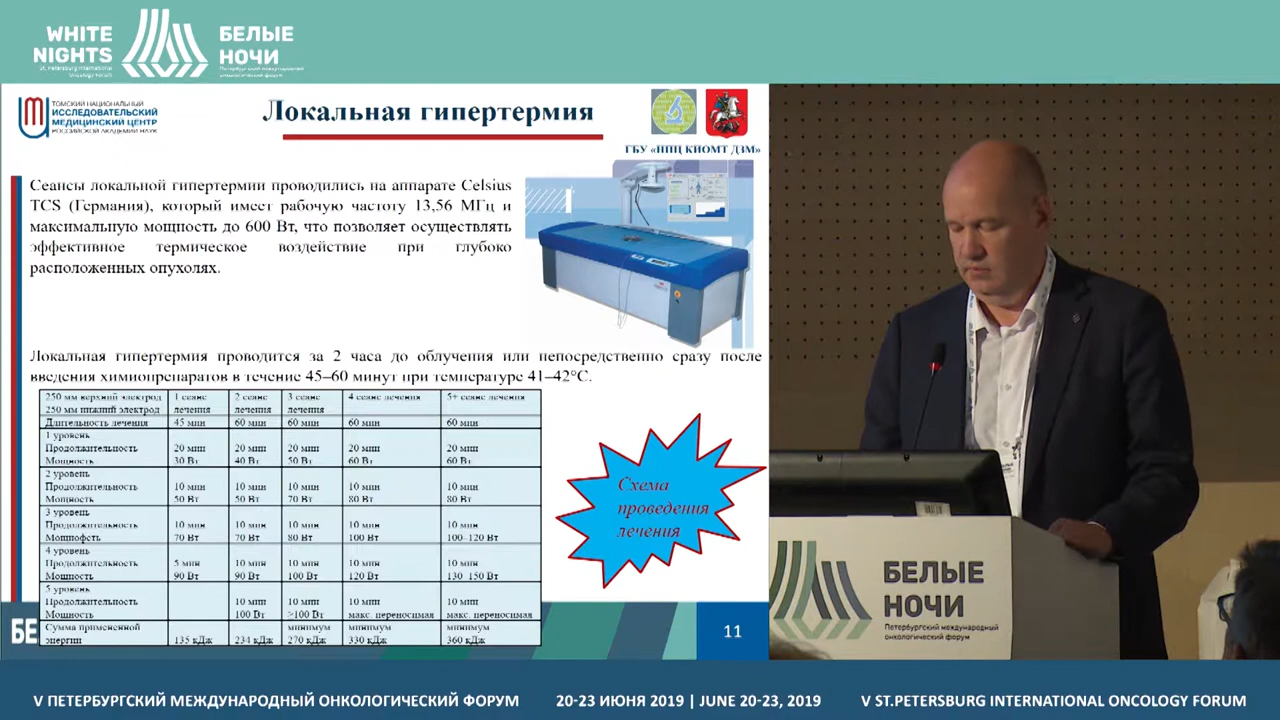 WHITE NIGHTS
St. Petersburg International
Oncology Forum
БЕЛЫЕ НОЧИ
Петербургский международный
онкологический форум
ТОМСКИЙ НАЦИОНАЛЬНЫЙ
ИССЛЕДОВАТЕЛЬСКИЙ
МЕДИЦИНСКИЙ ЦЕНТР
РОССИЙСКОЙ АКАДЕМИИ НАУК
Локальная гипертермия
ГБУ «НПЦ КИОМТ ДЗМ»
Сеансы локальной гипертермии проводились на аппарате Celsius
TCS (Германия), который имеет рабочую частоту 13,56 МГц и
максимальную мощность до 600 Вт, что позволяет осуществлять
эффективное термическое воздействие при глубоко
расположенных опухолях.
Локальная гипертермия проводится за 2 часа до облучения или непосредственно сразу после
введения химиопрепаратов в течение 45–60 минут при температуре 41–42°C.
250 мм верхний электрод 1 сеанс 2 сеанс 3 сеанс 4 сеанс лечения 5+ сеанс лечения
250 мм нижний электрод лечения лечения лечения
Длительность лечения 45 мин 60 мин 60 мин 60 мин 60 мин
1 уровень
Продолжительность 20 мин 20 мин 20 мин 20 мин 20 мин
Мощность 30 Вт 40 Вт 50 Вт 60 Вт 60 Вт
2 уровень
Продолжительность 10 мин 10 мин 10 мин 10 мин 10 мин
Мощность 50 Вт 50 Вт 70 Вт 80 Вт 80 Вт
3 уровень
Продолжительность 10 мин 10 мин 10 мин 10 мин 10 мин
Мощнофсть 70 Вт 70 Вт 80 Вт 100 Вт 100–120 Вт
4 уровень
Продолжительность 5 мин 10 мин 10 мин 10 мин 10 мин
Мошность 90 Вт 90 Вт 100 Вт 120 Вт 130–150 Вт
5 уровень
Продолжительность 10 мин 10 мин 10 мин 10 мин
Мошность 100 Вт >100 Вт макс. переносимая макс. переносимая
Сумма примененной минимум минимум минимум
энергии 135 кДж 234 кДж 270 кДж 330 кДж 360 кДж
Схема
проведения
лечения
БЕ
11
БЕЛЫЕ
НОЧИ
Петербургский международный
онкологический форум
V ПЕТЕРБУРГСКИЙ МЕЖДУНАРОДНЫЙ ОНКОЛОГИЧЕСКИЙ ФОРУМ 20-23 ИЮНЯ 2019 | JUNE 20-23, 2019 V ST.PETERSBURG INTERNATIONAL ONCOLOGY FORUM